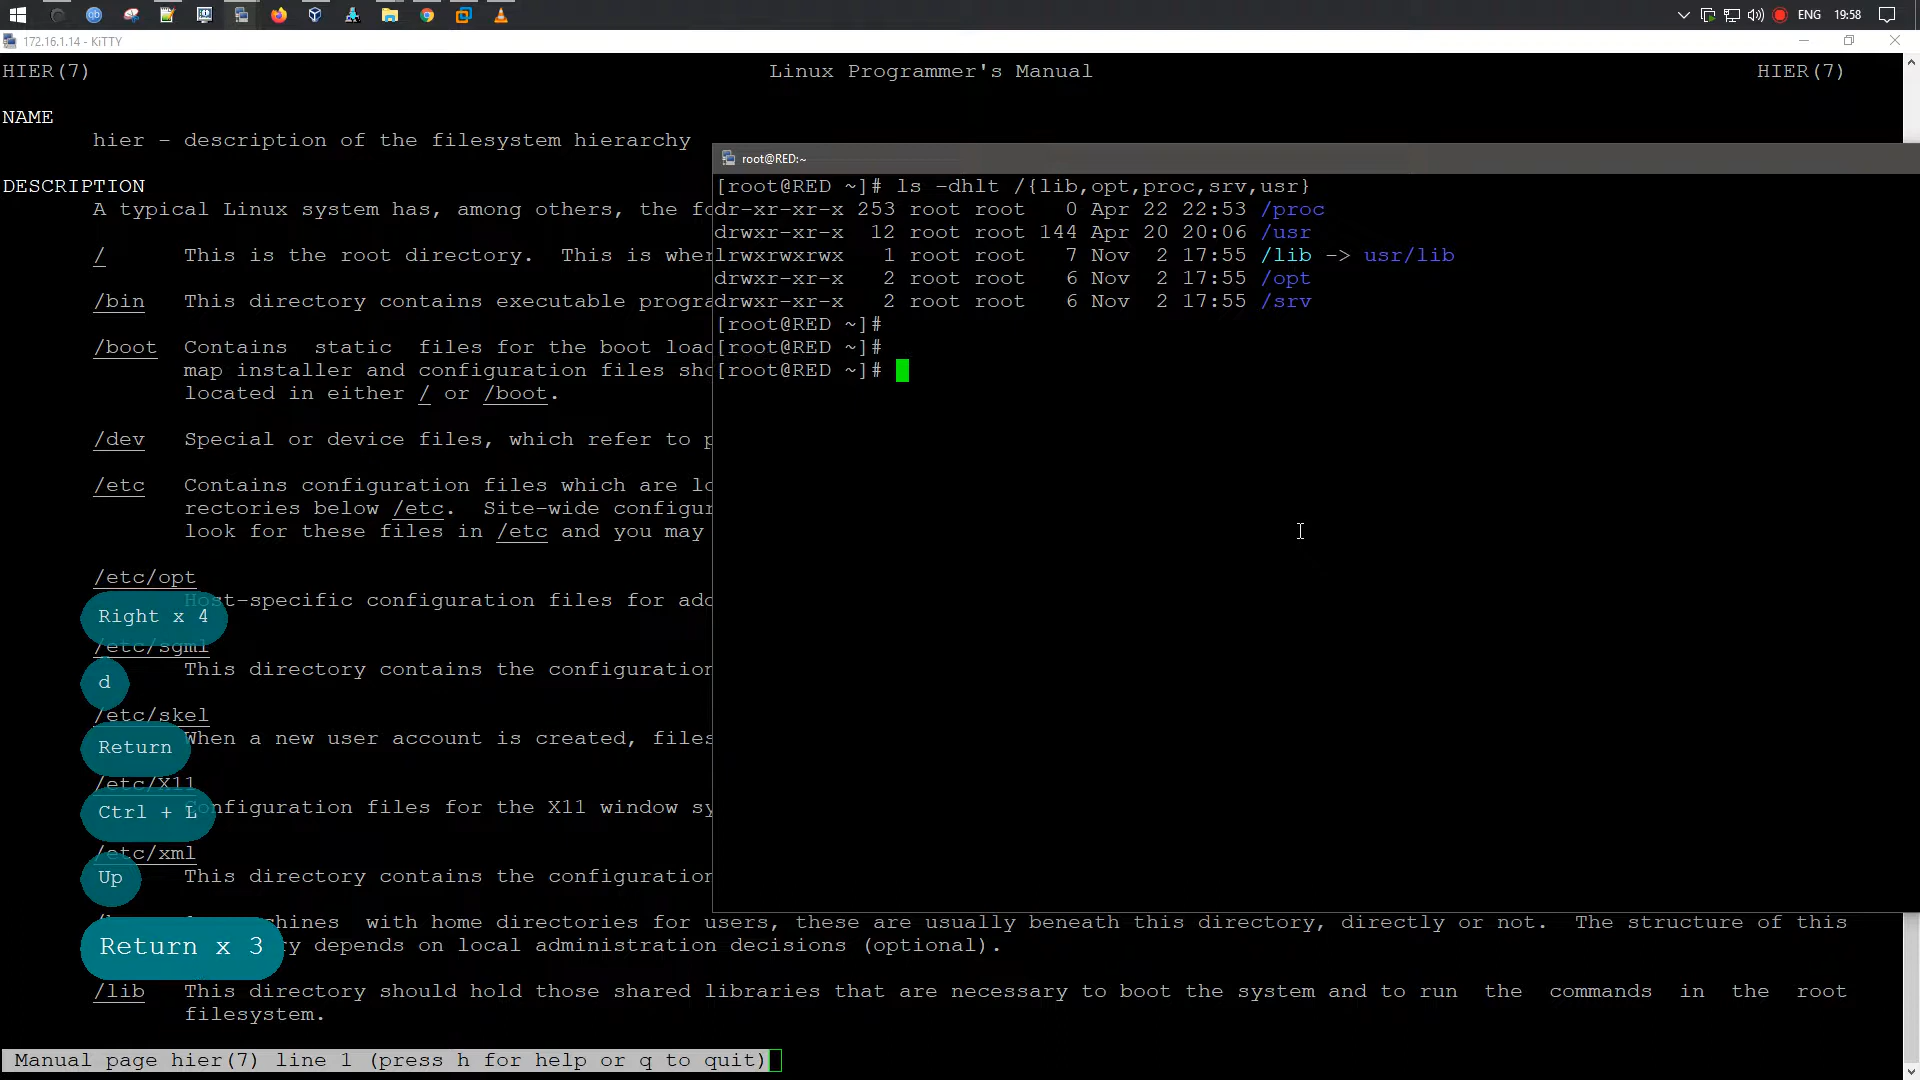 ENG 19:58
172.16.1.14 - KiTTY
HIER(7) Linux Programmer's Manual HIER(7)
NAME
hier - description of the filesystem hierarchy
DESCRIPTION
A typical Linux system has, among others, the fo
/ This is the root directory. This is wher
/bin This directory contains executable progra
/boot Contains static files for the boot loa
map installer and configuration files sho
located in either / or /boot.
/dev Special or device files, which refer to p
/etc Contains configuration files which are lo
rectories below /etc. Site-wide configur
look for these files in /etc and you may
/etc/opt
Host-specific configuration files for add
/etc/sgml
This directory contains the configuration
/etc/skel
When a new user account is created, files
/etc/X11
Configuration files for the X11 window sy
/etc/xml
This directory contains the configuration
with home directories for users, these are usually beneath this directory, directly or not. The structure of this
depends on local administration decisions (optional).
/lib This directory should hold those shared libraries that are necessary to boot the system and to run the commands in the root
filesystem.
Manual page hier(7) line 1 (press h for help or q to quit)
root@RED:~
[root@RED ~]# ls -dhlt /{lib,opt,proc,srv,usr}
dr-xr-xr-x 253 root root 0 Apr 22 22:53 /proc
drwxr-xr-x 12 root root 144 Apr 20 20:06 /usr
lrwxrwxrwx 1 root root 7 Nov 2 17:55 /lib -> usr/lib
drwxr-xr-x 2 root root 6 Nov 2 17:55 /opt
drwxr-xr-x 2 root root 6 Nov 2 17:55 /srv
[root@RED ~]#
[root@RED ~]#
[root@RED ~]#
Right x 4
d
Return
Ctrl + L
Up
Return x 3